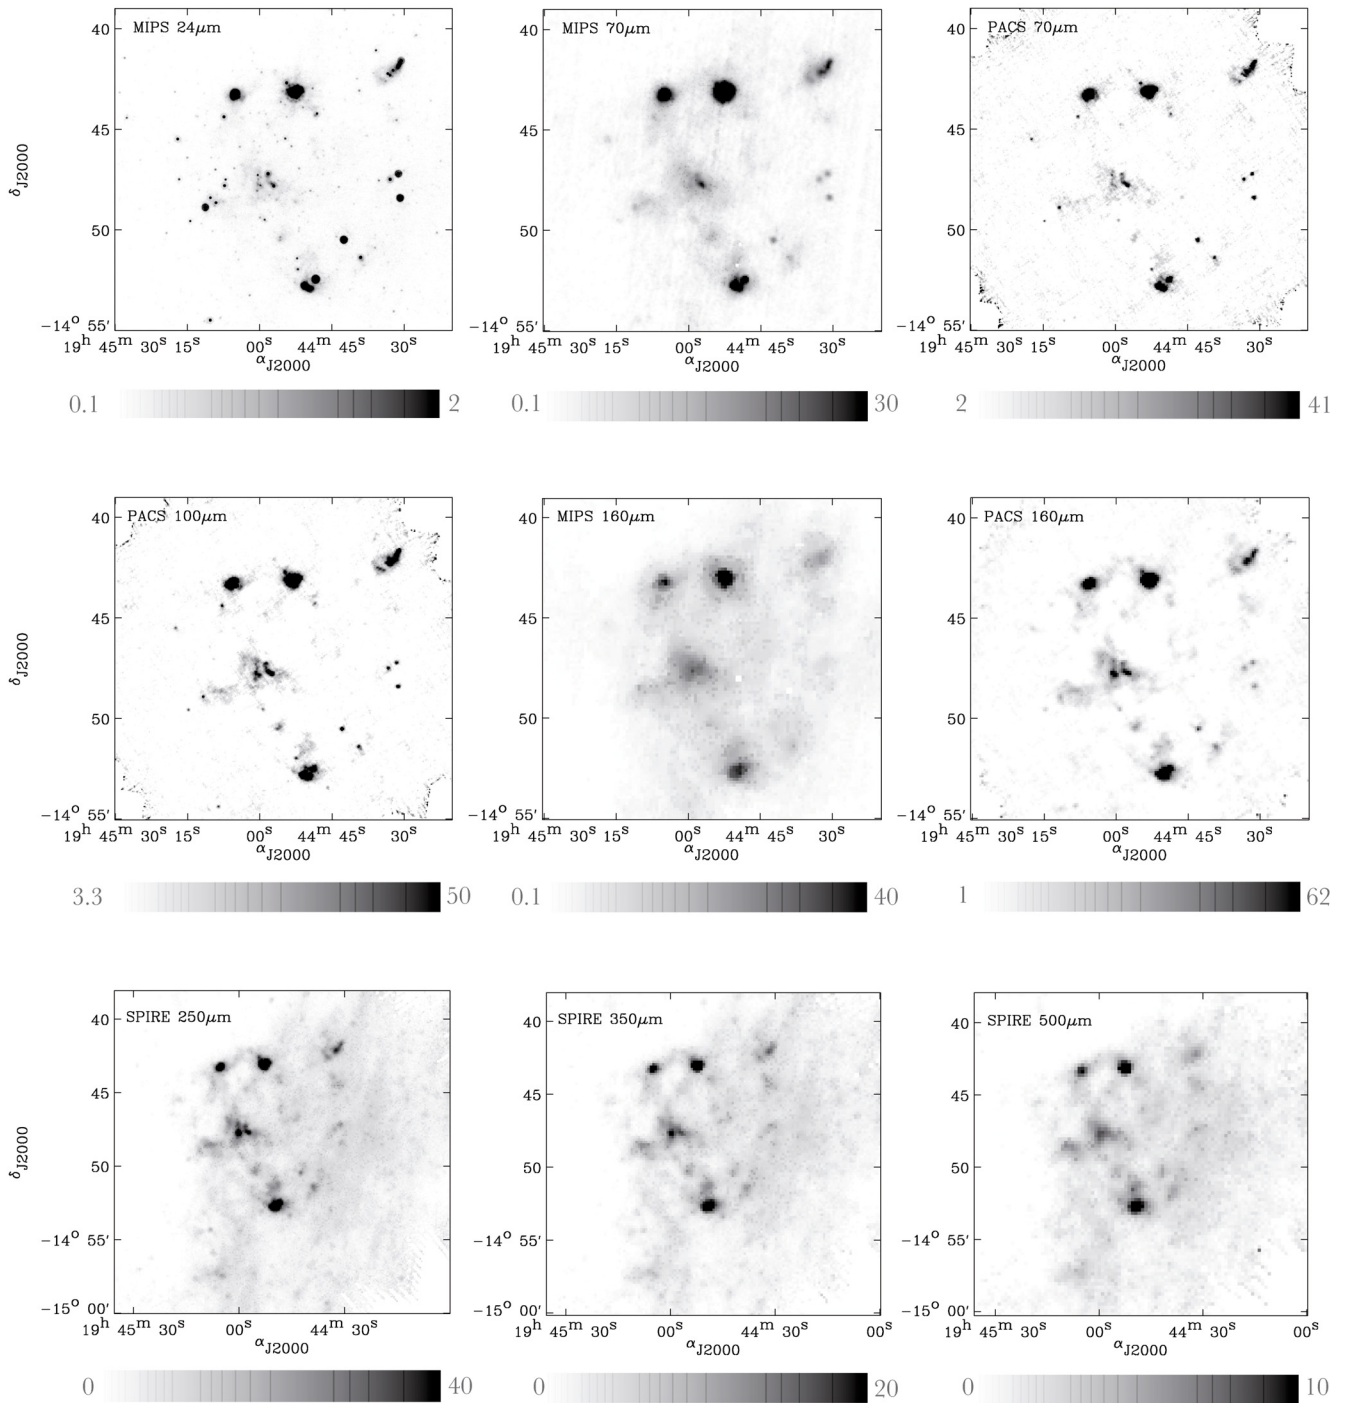 MIPS 24μm MIPS 70μm PACS 70μm
40 40 40
45 45 45
δJ2000
50 50 50
−14° 55′ −14° 55′ −14° 55′
19h 45m 30s 15s 00s 44m 45s 30s 19h 45m 30s 15s 00s 44m 45s 30s 19h 45m 30s 15s 00s 44m 45s 30s
αJ2000 αJ2000 αJ2000
0.1 2 0.1 30 2 41
PACS 100μm MIPS 160μm PACS 160μm
40 40 40
45 45 45
δJ2000
50 50 50
−14° 55′ −14° 55′ −14° 55′
19h 45m 30s 15s 00s 44m 45s 30s 19h 45m 30s 15s 00s 44m 45s 30s 19h 45m 30s 15s 00s 44m 45s 30s
αJ2000 αJ2000 αJ2000
3.3 50 0.1 40 1 62
SPIRE 250μm SPIRE 350μm SPIRE 500μm
40 40 40
45 45 45
δJ2000
50 50 50
−14° 55′ −14° 55′ −14° 55′
−15° 00′ −15° 00′ −15° 00′
19h 45m 30s 00s 44m 30s 19h 45m 30s 00s 44m 30s 00s 19h 45m 30s 00s 44m 30s 00s
αJ2000 αJ2000 αJ2000
0 40 0 20 0 10